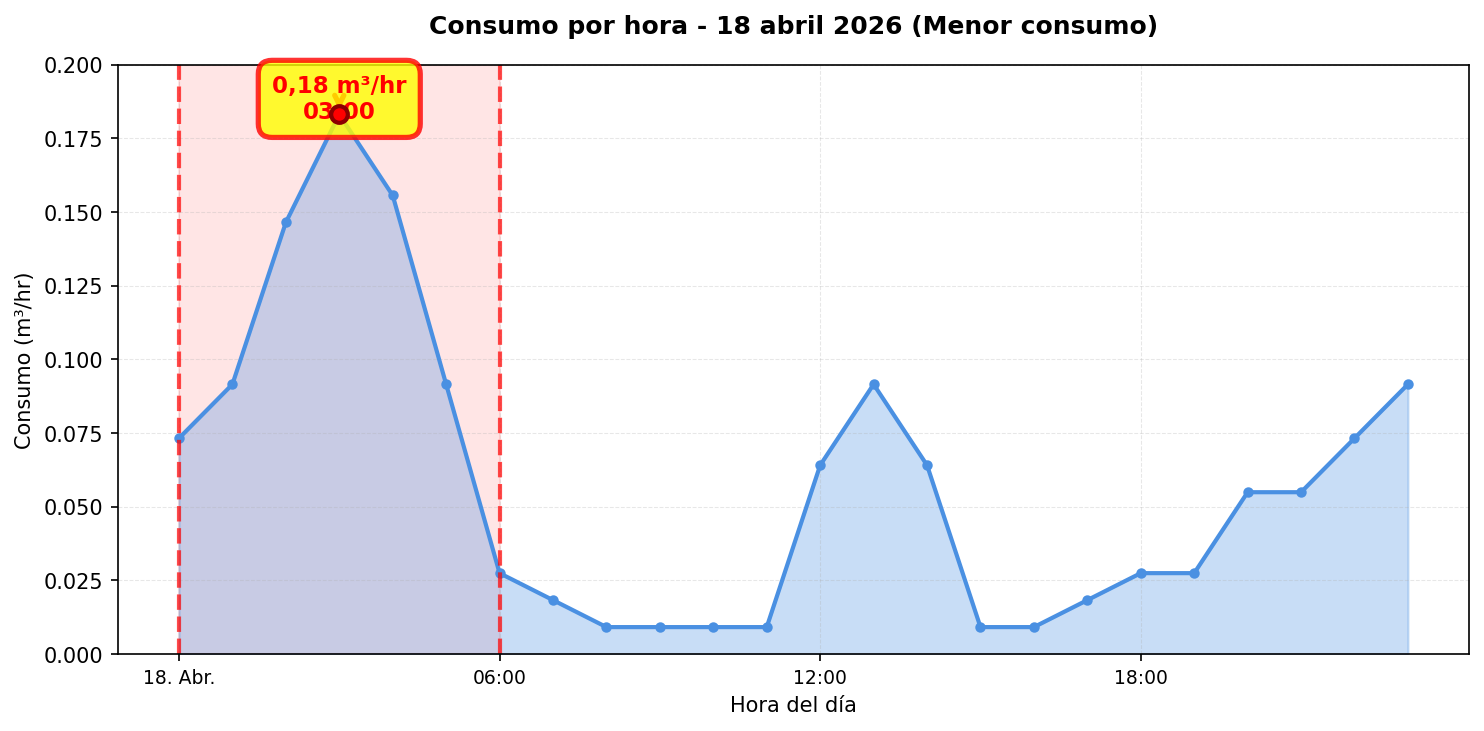 Consumo por hora - 18 abril 2026 (Menor consumo)
0,18 m³/hr
03:00
Consumo (m³/hr)
0.200
0.175
0.150
0.125
0.100
0.075
0.050
0.025
0.000
18. Abr.
06:00
12:00
18:00
Hora del día